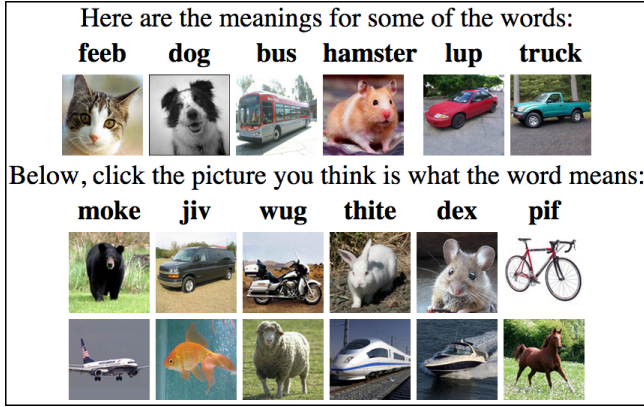 Here are the meanings for some of the words:
feeb dog bus hamster lup truck
Below, click the picture you think is what the word means:
moke jiv wug thite dex pif